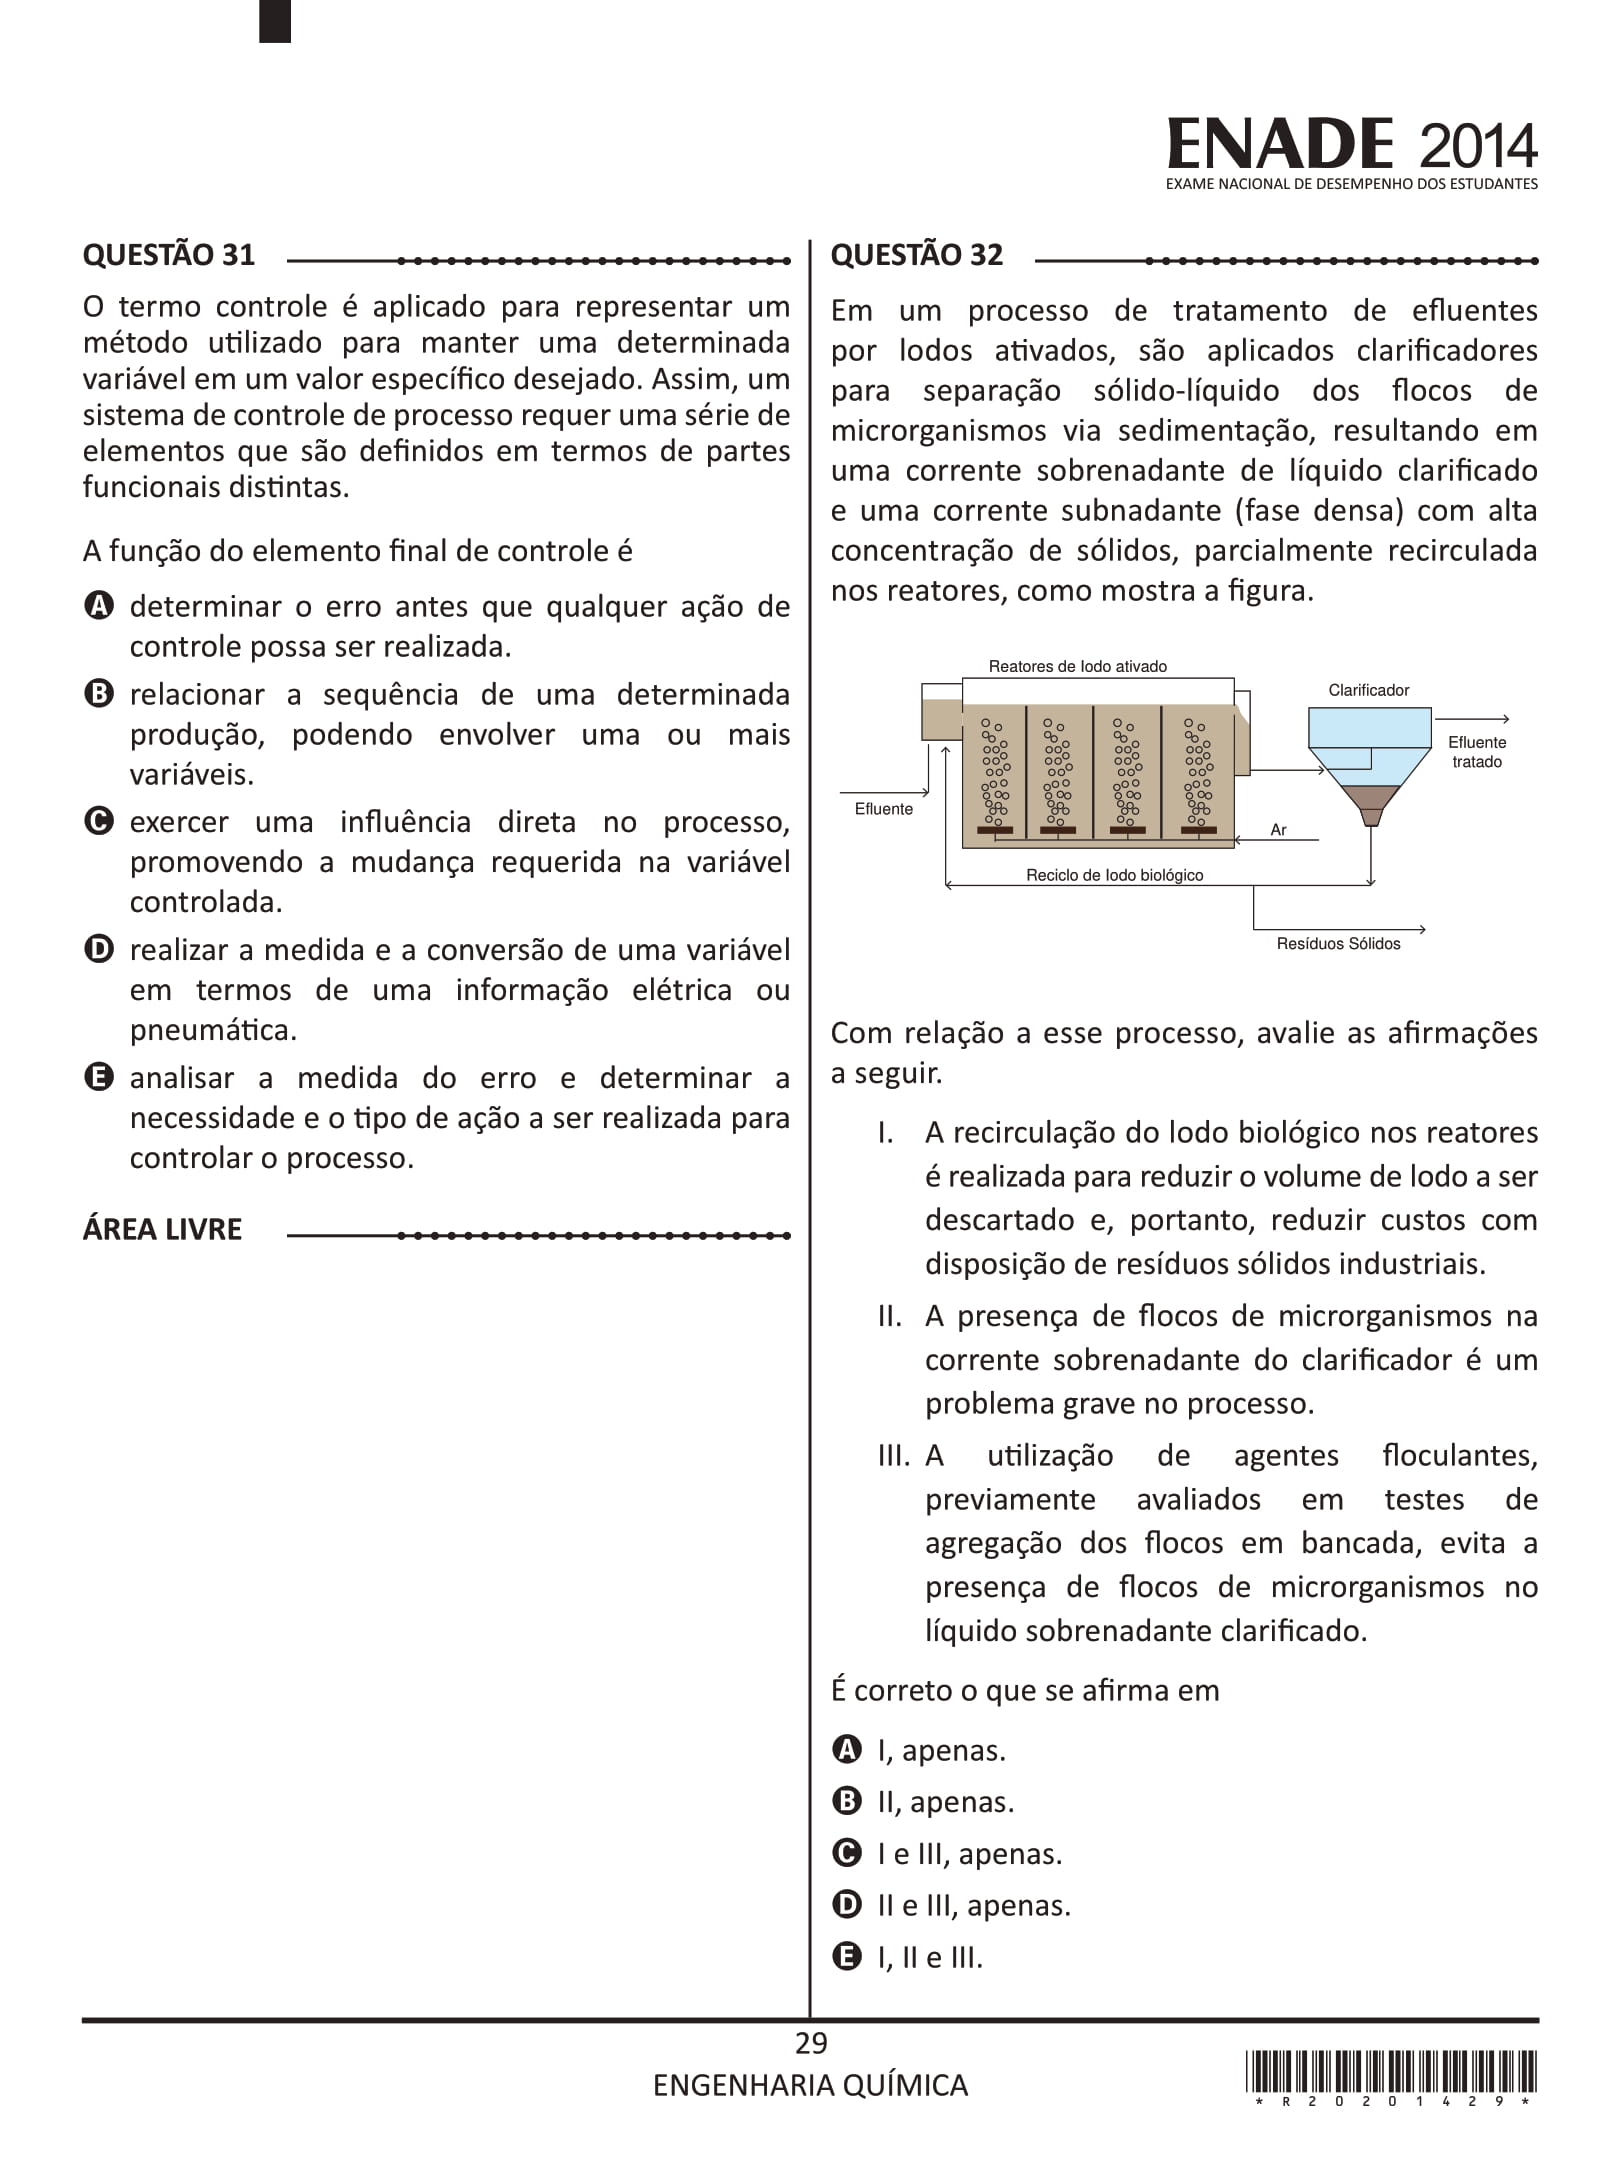 ENADE 2014
EXAME NACIONAL DE DESEMPENHO DOS ESTUDANTES
QUESTÃO 31
O termo controle é aplicado para representar um
método utilizado para manter uma determinada
variável em um valor específico desejado. Assim, um
sistema de controle de processo requer uma série de
elementos que são definidos em termos de partes
funcionais distintas.
A função do elemento final de controle é
A determinar o erro antes que qualquer ação de
controle possa ser realizada.
B relacionar a sequência de uma determinada
produção, podendo envolver uma ou mais
variáveis.
C exercer uma influência direta no processo,
promovendo a mudança requerida na variável
controlada.
D realizar a medida e a conversão de uma variável
em termos de uma informação elétrica ou
pneumática.
E analisar a medida do erro e determinar a
necessidade e o tipo de ação a ser realizada para
controlar o processo.
ÁREA LIVRE
QUESTÃO 32
Em um processo de tratamento de efluentes
por lodos ativados, são aplicados clarificadores
para separação sólido-líquido dos flocos de
microrganismos via sedimentação, resultando em
uma corrente sobrenadante de líquido clarificado
e uma corrente subnadante (fase densa) com alta
concentração de sólidos, parcialmente recirculada
nos reatores, como mostra a figura.
Reatores de lodo ativado
Clarificador
Efluente
tratado
Efluente
Ar
Reciclo de lodo biológico
Resíduos Sólidos
Com relação a esse processo, avalie as afirmações
a seguir.
I. A recirculação do lodo biológico nos reatores
é realizada para reduzir o volume de lodo a ser
descartado e, portanto, reduzir custos com
disposição de resíduos sólidos industriais.
II. A presença de flocos de microrganismos na
corrente sobrenadante do clarificador é um
problema grave no processo.
III. A utilização de agentes floculantes,
previamente avaliados em testes de
agregação dos flocos em bancada, evita a
presença de flocos de microrganismos no
líquido sobrenadante clarificado.
É correto o que se afirma em
A I, apenas.
B II, apenas.
C I e III, apenas.
D II e III, apenas.
E I, II e III.
29
ENGENHARIA QUÍMICA
* R 2 0 2 0 1 4 2 9 *